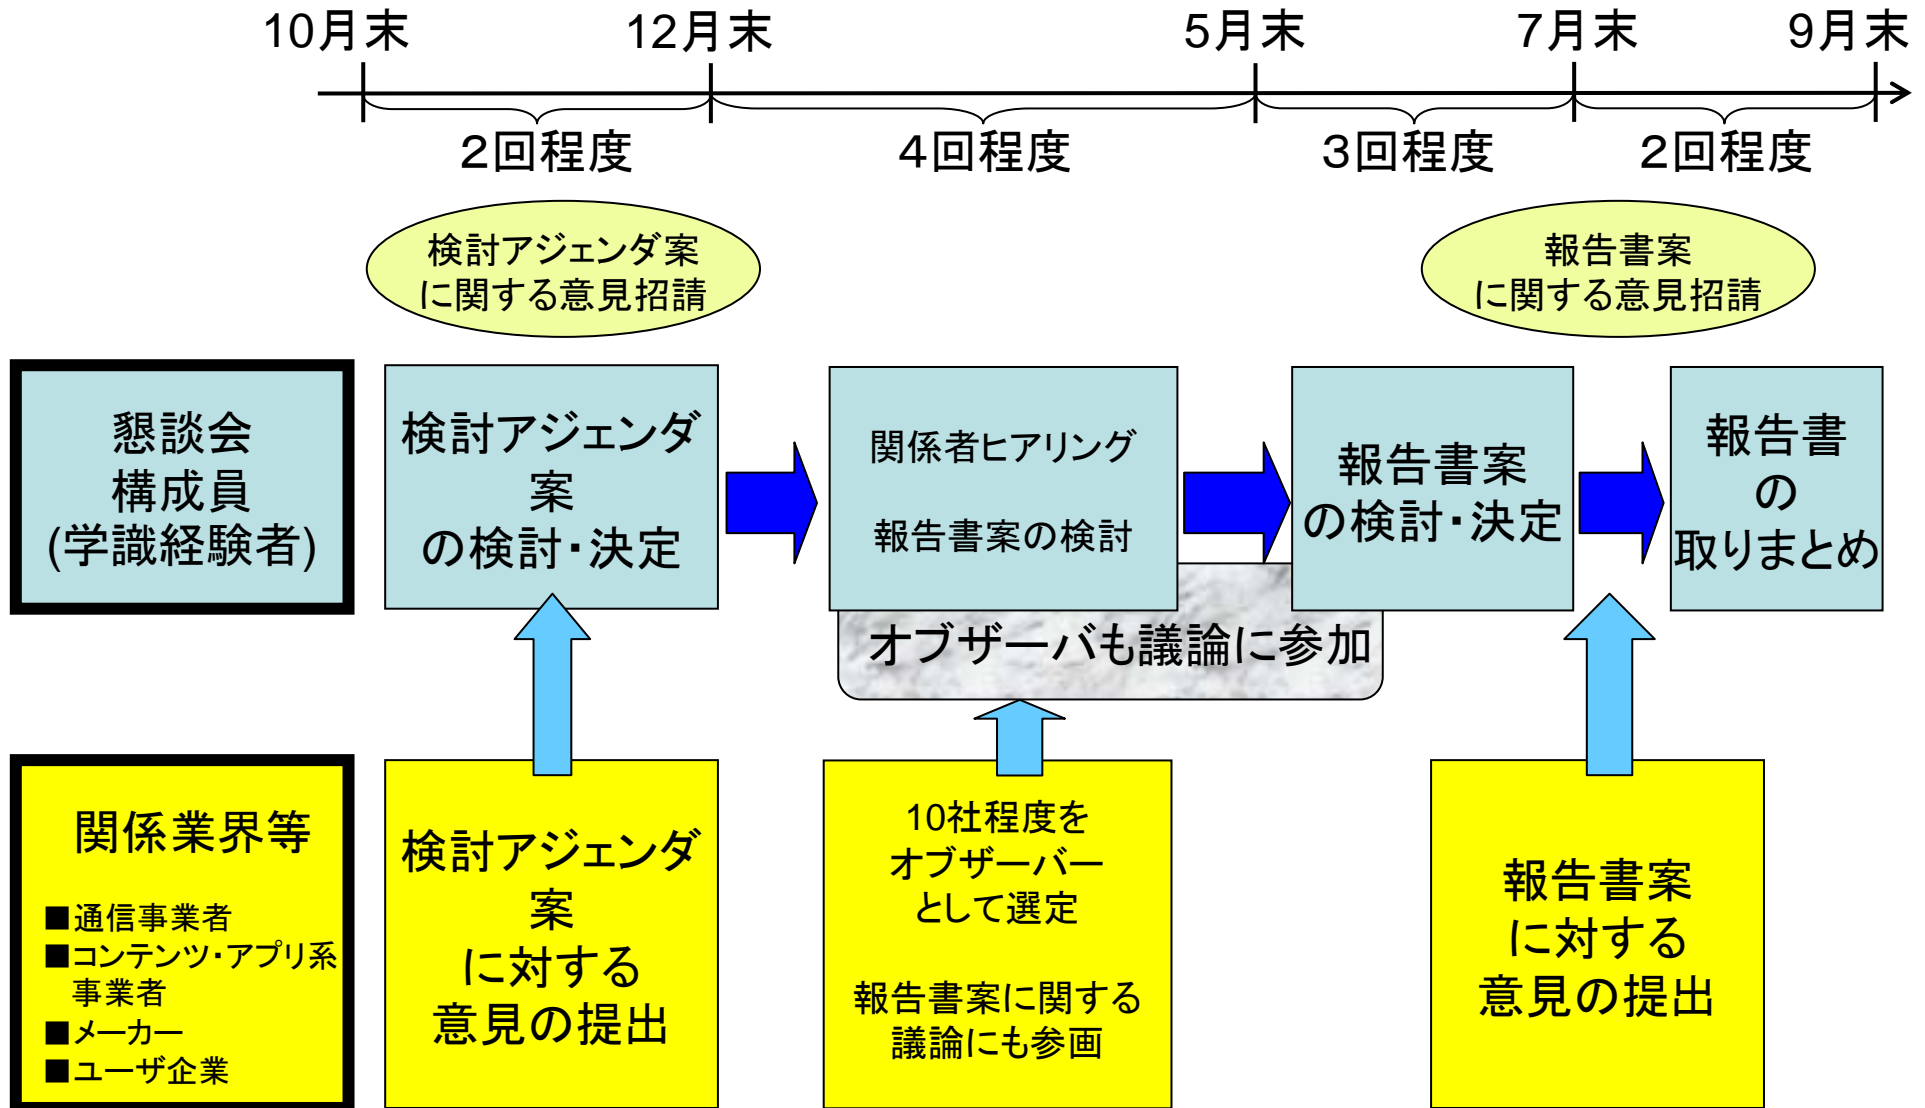 10月末
12月末
5月末
7月末
9月末
2回程度
4回程度
3回程度
2回程度
検討アジェンダ案
に関する意見招請
報告書案
に関する意見招請
懇談会
構成員
(学識経験者)
検討アジェンダ
案
の検討・決定
関係者ヒアリング
報告書案の検討
報告書案
の検討・決定
報告書
の
取りまとめ
オブザーバも議論に参加
関係業界等
■通信事業者
■コンテンツ・アプリ系
事業者
■メーカー
■ユーザ企業
検討アジェンダ
案
に対する
意見の提出
10社程度を
オブザーバー
として選定
報告書案に関する
議論にも参画
報告書案
に対する
意見の提出